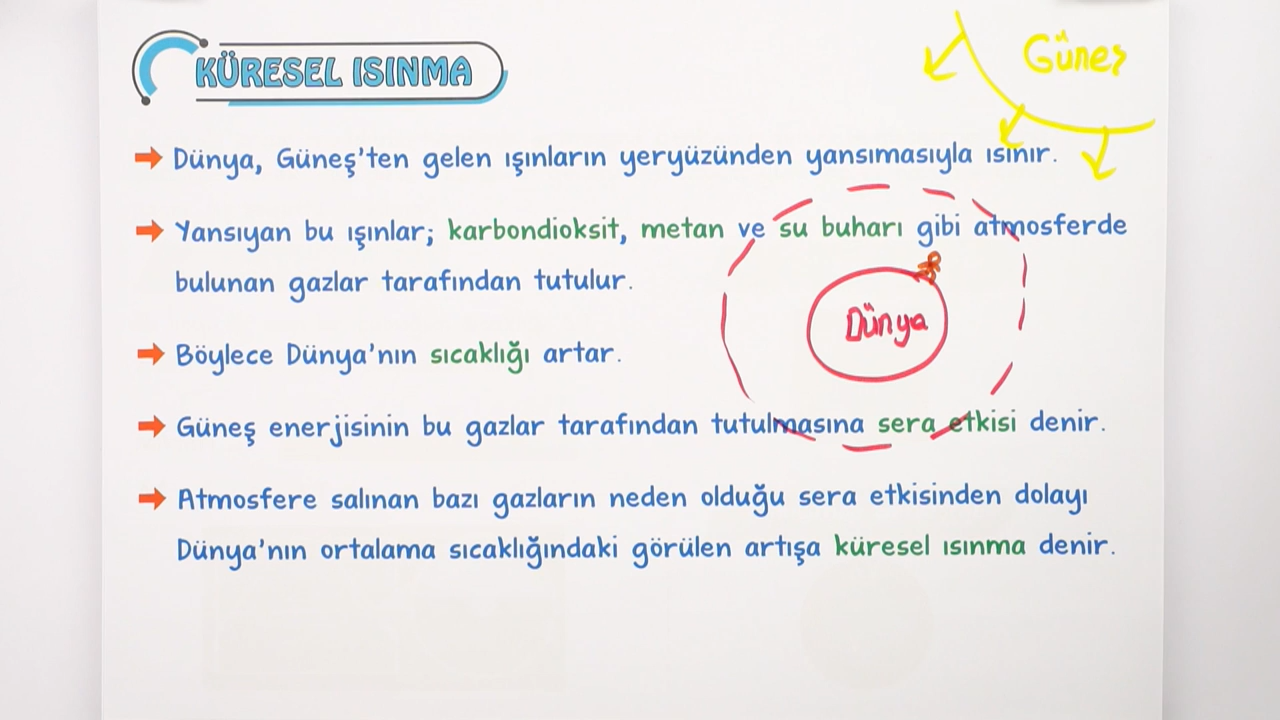 KÜRESEL ISINMA
Güneş
Dünya, Güneş'ten gelen ışınların yeryüzünden yansımasıyla ısınır.
Yansıyan bu ışınlar; karbondioksit, metan ve su buharı gibi atmosferde
bulunan gazlar tarafından tutulur.
Dünya
Böylece Dünya'nın sıcaklığı artar.
Güneş enerjisinin bu gazlar tarafından tutulmasına sera etkisi denir.
Atmosfere salınan bazı gazların neden olduğu sera etkisinden dolayı
Dünya'nın ortalama sıcaklığındaki görülen artışa küresel ısınma denir.